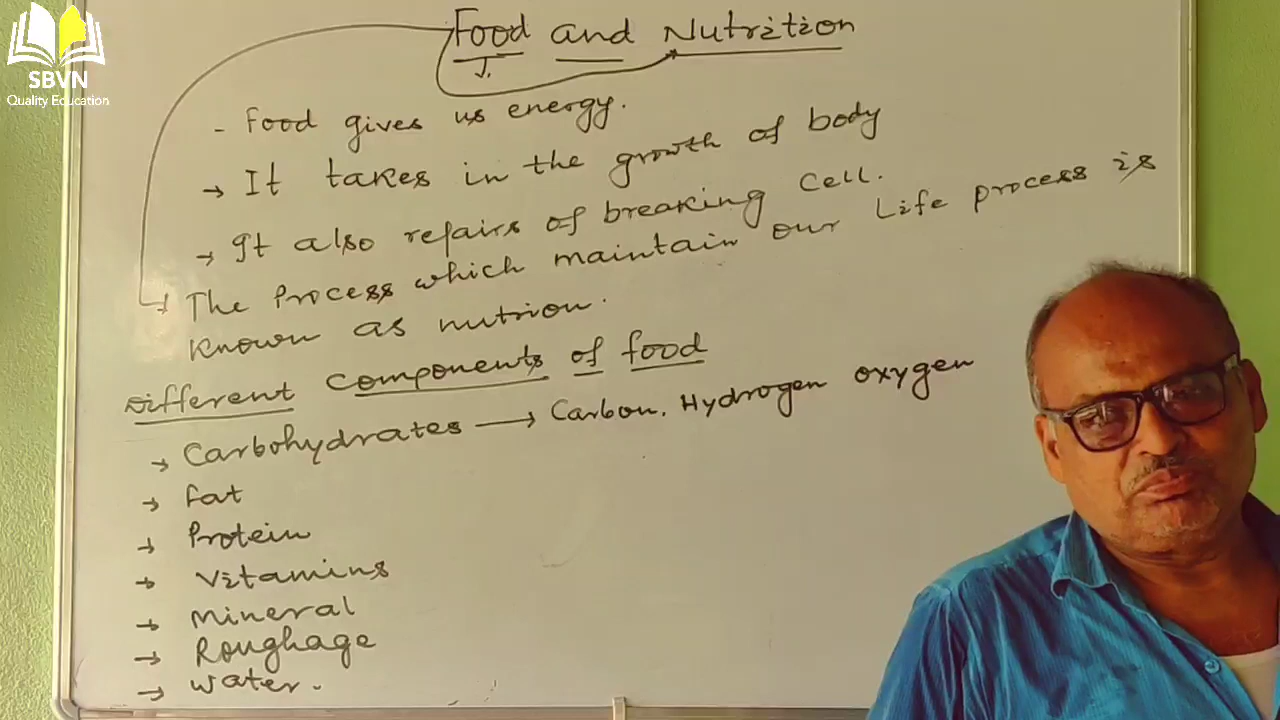 SBVN
Quality Education
Food and Nutrition
- Food gives us energy.
→ It takes in the growth of body
→ It also repairs of breaking cell.
→ The Process which maintain our Life process is
known as nutrion.
Different components of food
→ Carbohydrates → Carbon. Hydrogen oxygen
→ Fat
→ Protein
→ Vitamins
→ Mineral
→ Roughage
→ Water.